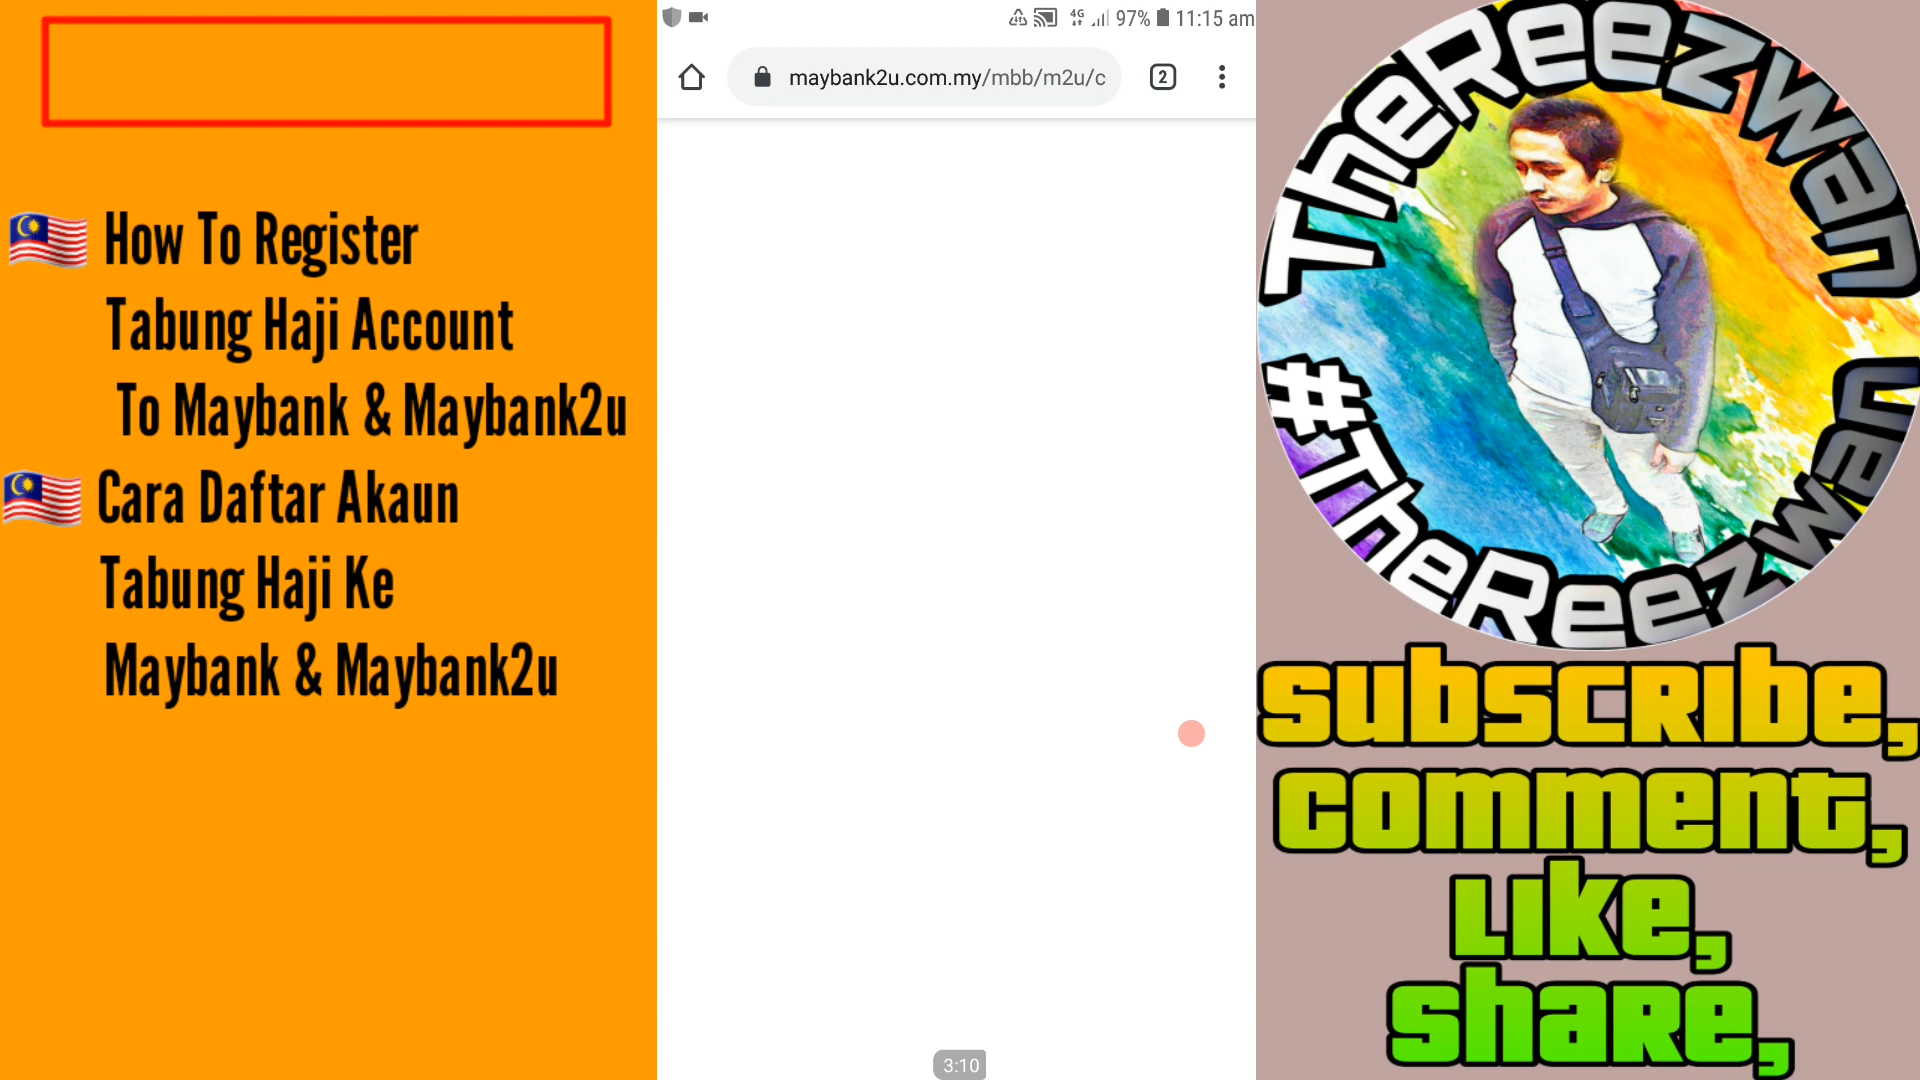 How To Register
Tabung Haji Account
To Maybank & Maybank2u
Cara Daftar Akaun
Tabung Haji Ke
Maybank & Maybank2u
4G 97% 11:15 am
maybank2u.com.my/mbb/m2u/c
2
3:10
TheReezwan
#TheReezwan
Subscribe,
Comment,
Like,
Share,